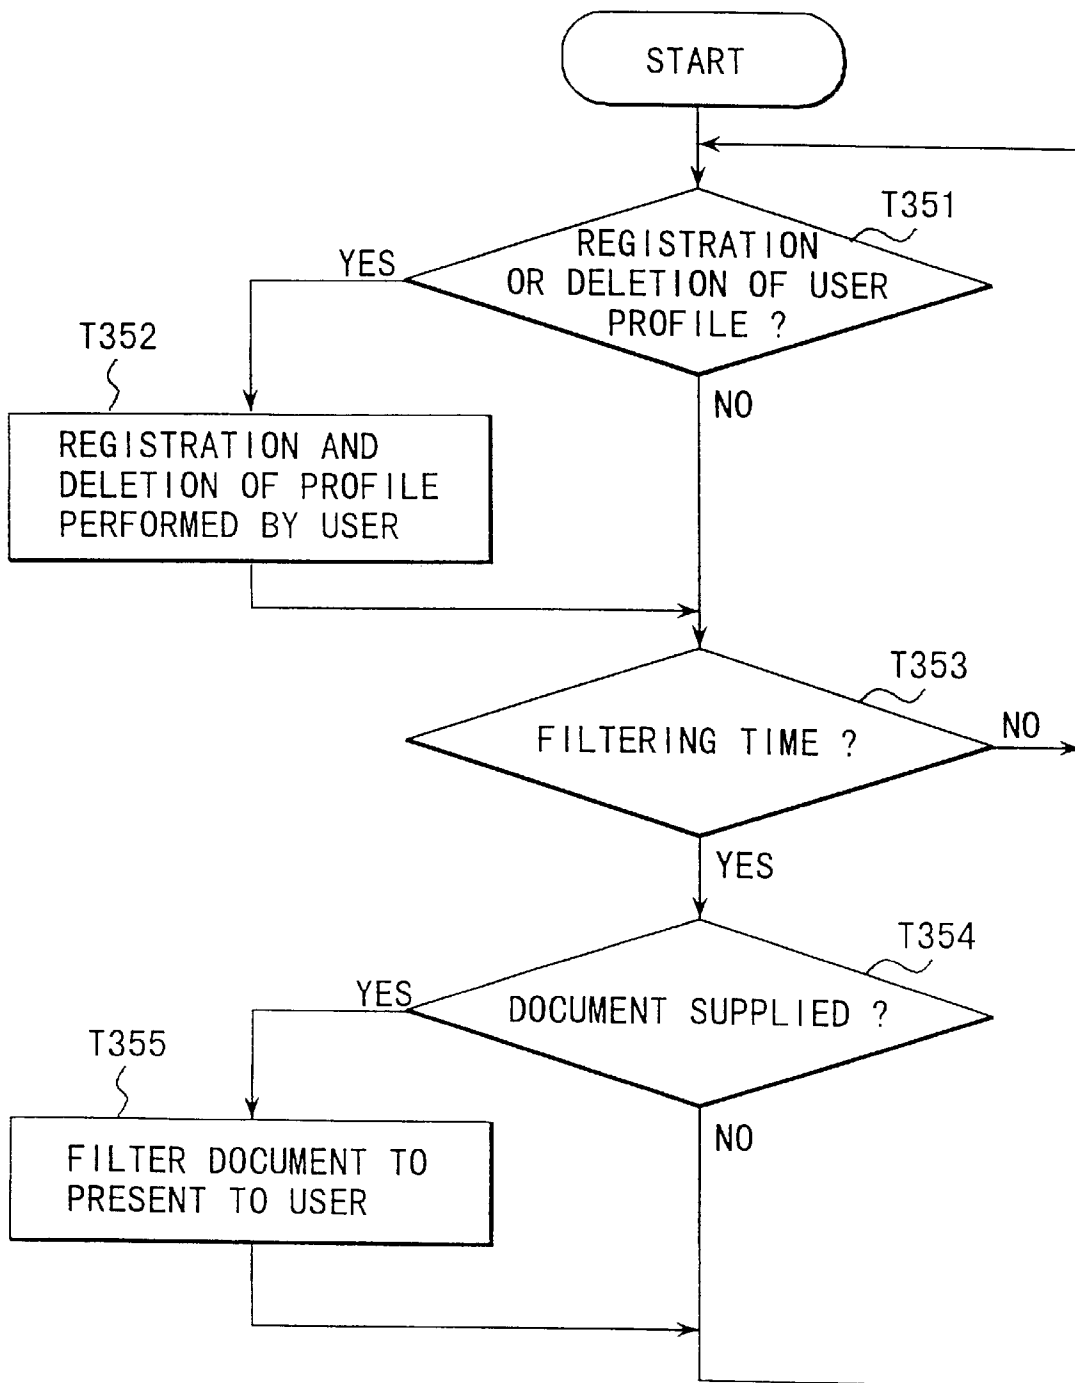 START
T351
REGISTRATION
OR DELETION OF USER
PROFILE ?
YES
NO
T352
REGISTRATION AND
DELETION OF PROFILE
PERFORMED BY USER
T353
FILTERING TIME ?
NO
YES
T354
DOCUMENT SUPPLIED ?
YES
NO
T355
FILTER DOCUMENT TO
PRESENT TO USER